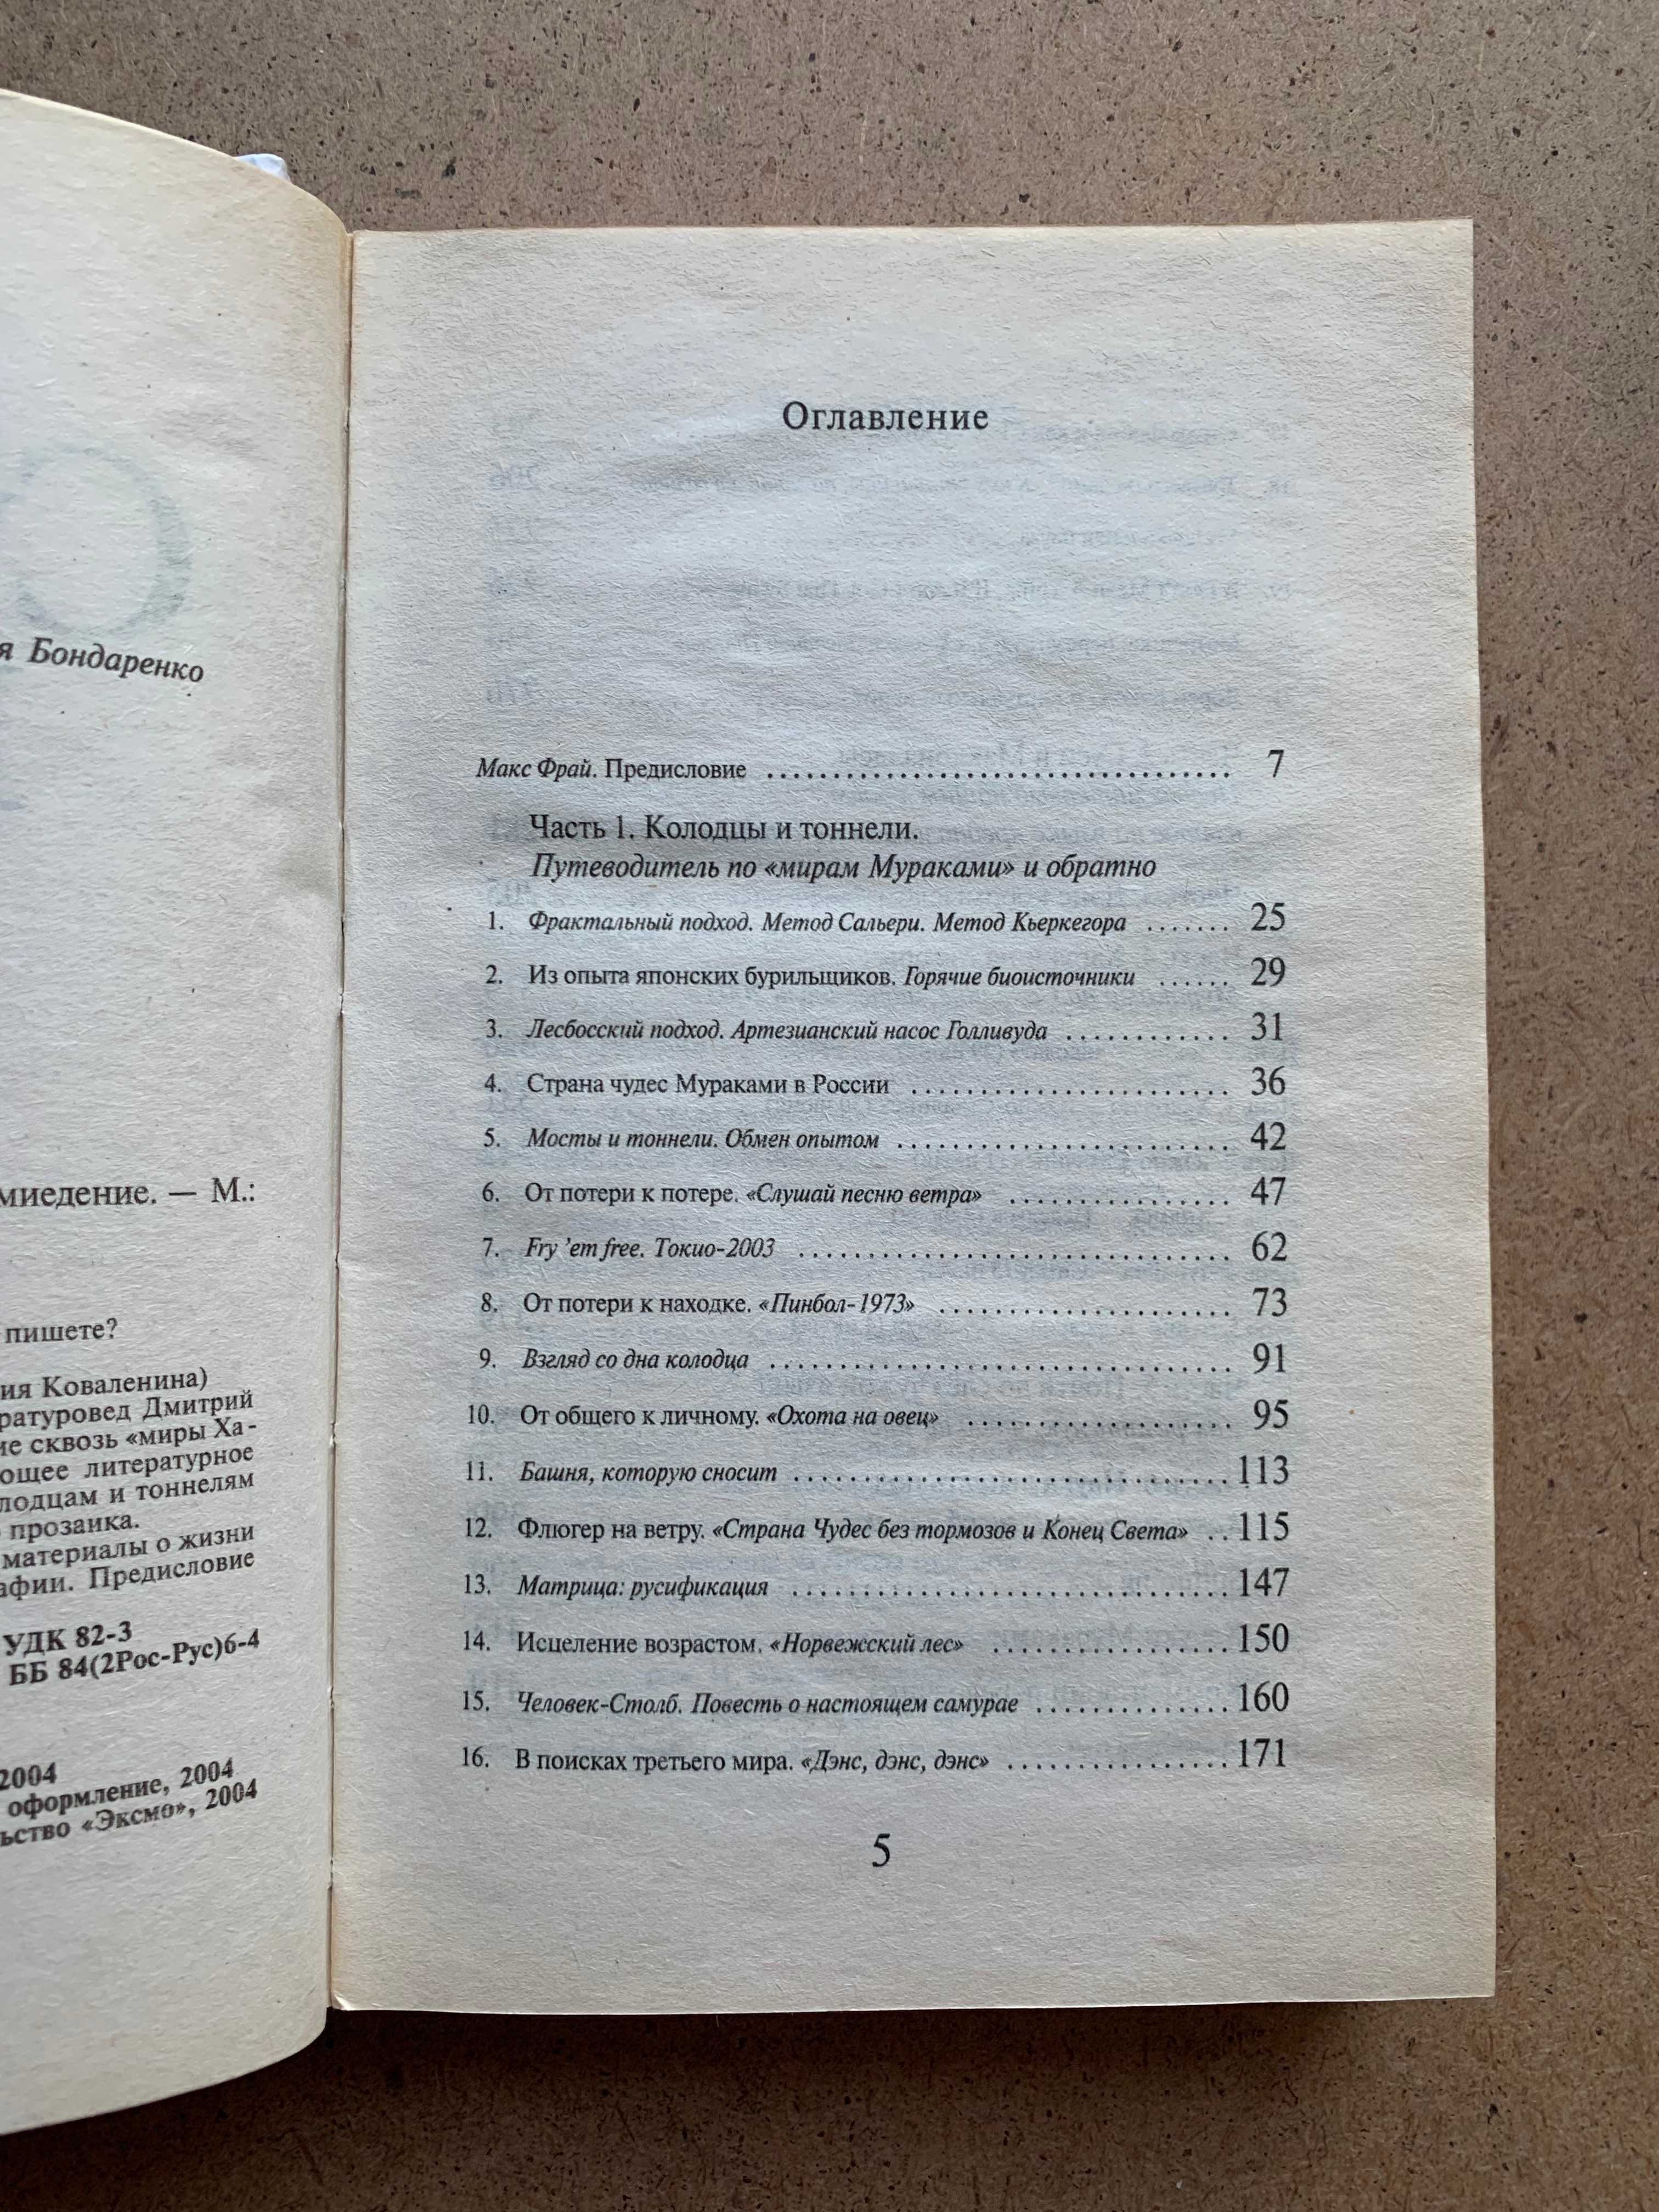 я Бондаренко
миедение. — М.:
пишете?
ия Коваленина)
ратуровед Дмитрий
ие сквозь «миры Ха-
ющее литературное
лодцам и тоннелям
прозаика.
материалы о жизни
афии. Предисловие
УДК 82-3
ББ 84(2Рос-Рус)6-4
2004
оформление, 2004
льство «Эксмо», 2004
Оглавление
Макс Фрай. Предисловие .................................... 7
Часть 1. Колодцы и тоннели.
Путеводитель по «мирам Мураками» и обратно
1. Фрактальный подход. Метод Сальери. Метод Кьеркегора ....... 25
2. Из опыта японских бурильщиков. Горячие биоисточники ...... 29
3. Лесбосский подход. Артезианский насос Голливуда ............. 31
4. Страна чудес Мураками в России ......................... 36
5. Мосты и тоннели. Обмен опытом .......................... 42
6. От потери к потере. «Слушай песню ветра» ................. 47
7. Fry ’em free. Токио-2003 .................................. 62
8. От потери к находке. «Пинбол-1973» ....................... 73
9. Взгляд со дна колодца .................................... 91
10. От общего к личному. «Охота на овец» ..................... 95
11. Башня, которую сносит .................................. 113
12. Флюгер на ветру. «Страна Чудес без тормозов и Конец Света» .. 115
13. Матрица: русификация .................................. 147
14. Исцеление возрастом. «Норвежский лес» ................... 150
15. Человек-Столб. Повесть о настоящем самурае ............... 160
16. В поисках третьего мира. «Дэнс, дэнс, дэнс» ................. 171
5